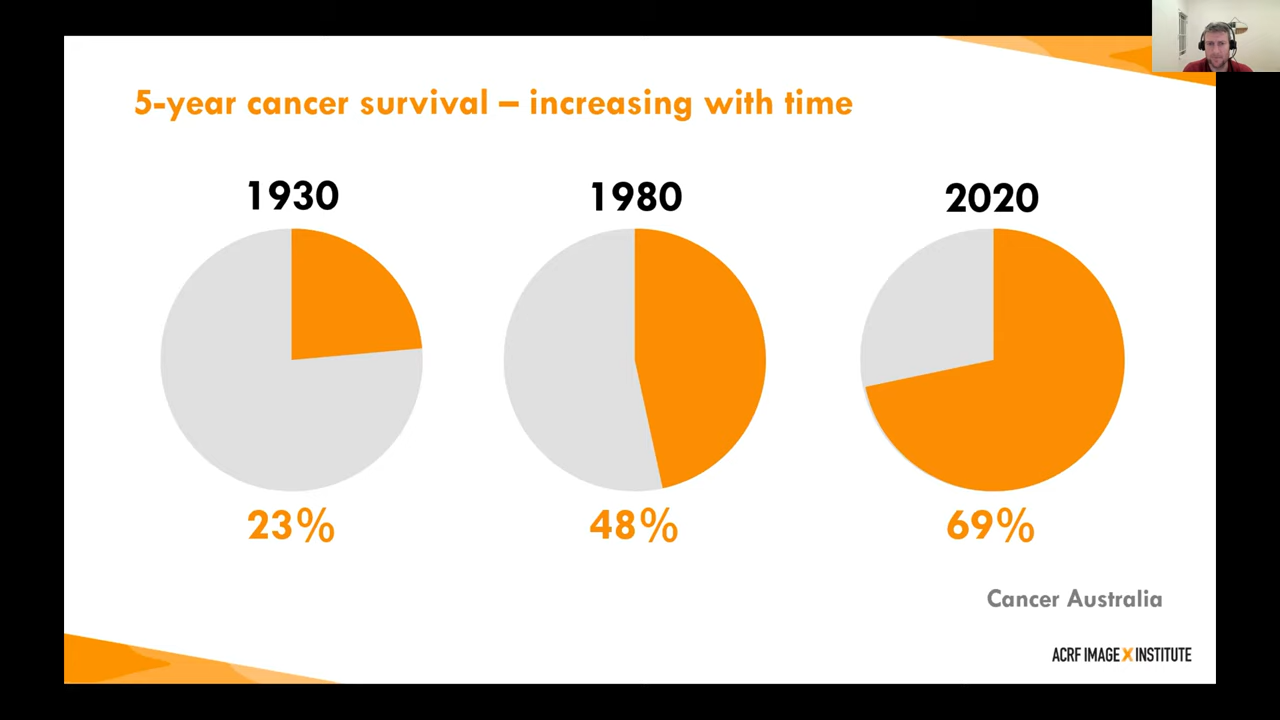 5-year cancer survival – increasing with time
1930
1980
2020
23%
48%
69%
Cancer Australia
ACRF IMAGE X INSTITUTE